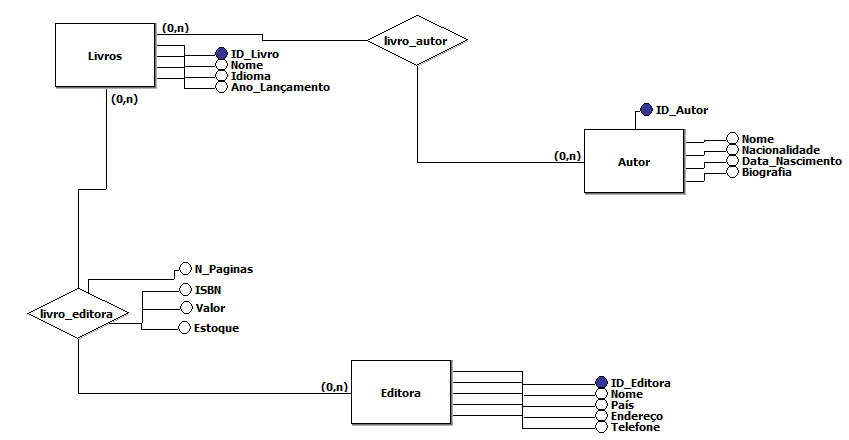 (0,n)
livro_autor
Livros
ID_Livro
Nome
Idioma
Ano_Lançamento
(0,n)
ID_Autor
(0,n)
Autor
Nome
Nacionalidade
Data_Nascimento
Biografia
N_Paginas
ISBN
Valor
Estoque
livro_editora
(0,n)
Editora
ID_Editora
Nome
País
Endereço
Telefone